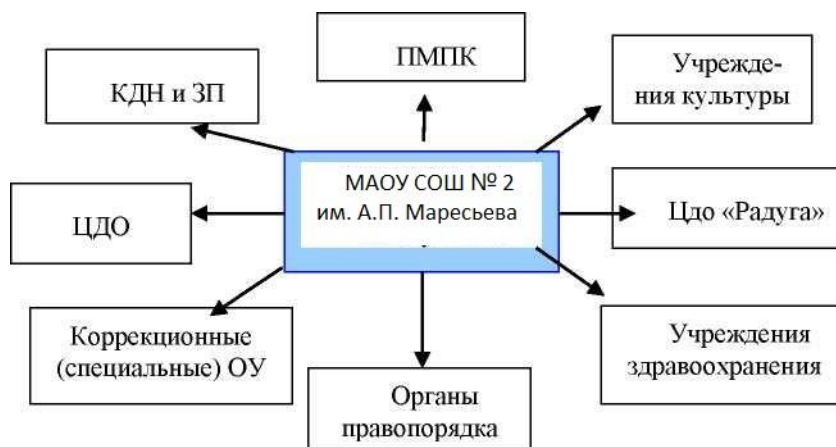 ПМПК
Учрежде-
ния культуры
КДН и ЗП
МАОУ СОШ № 2
им. А.П. Маресьева
ЦДО
Цдо «Радуга»
Коррекционные
(специальные) ОУ
Учреждения
здравоохранения
Органы
правопорядка